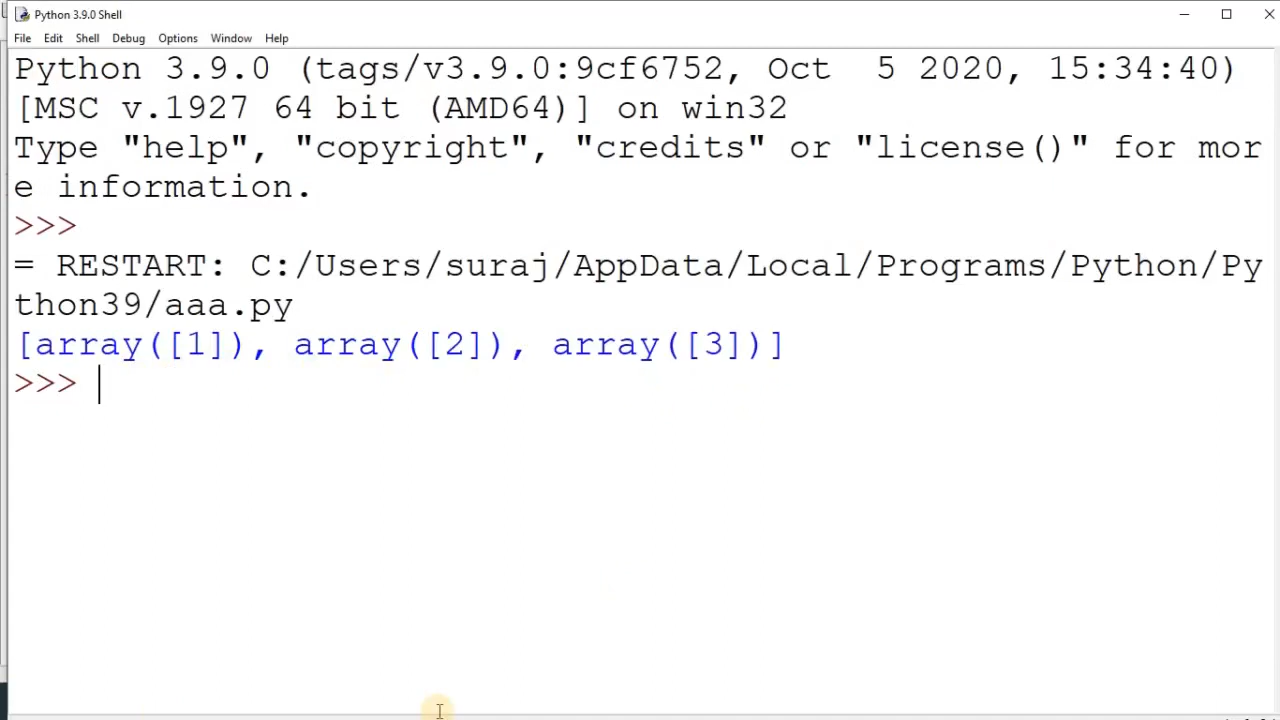 Python 3.9.0 Shell
File Edit Shell Debug Options Window Help
Python 3.9.0 (tags/v3.9.0:9cf6752, Oct  5 2020, 15:34:40)
[MSC v.1927 64 bit (AMD64)] on win32
Type "help", "copyright", "credits" or "license()" for mor
e information.
>>>
= RESTART: C:/Users/suraj/AppData/Local/Programs/Python/Py
thon39/aaa.py
[array([1]), array([2]), array([3])]
>>>